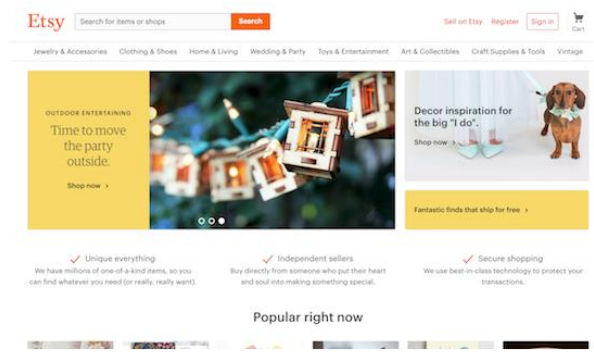 Etsy
Search for items or shops
Search
Sell on Etsy
Register
Sign in
Cart
Jewelry & Accessories
Clothing & Shoes
Home & Living
Wedding & Party
Toys & Entertainment
Art & Collectibles
Craft Supplies & Tools
Vintage
OUTDOOR ENTERTAINING
Time to move
the party
outside.
Shop now >
Decor inspiration for
the big "I do".
Shop now >
Fantastic finds that ship for free >
Unique everything
We have millions of one-of-a-kind items, so you
can find whatever you need (or really, really want).
Independent sellers
Buy directly from someone who put their heart
and soul into making something special.
Secure shopping
We use best-in-class technology to protect your
transactions.
Popular right now